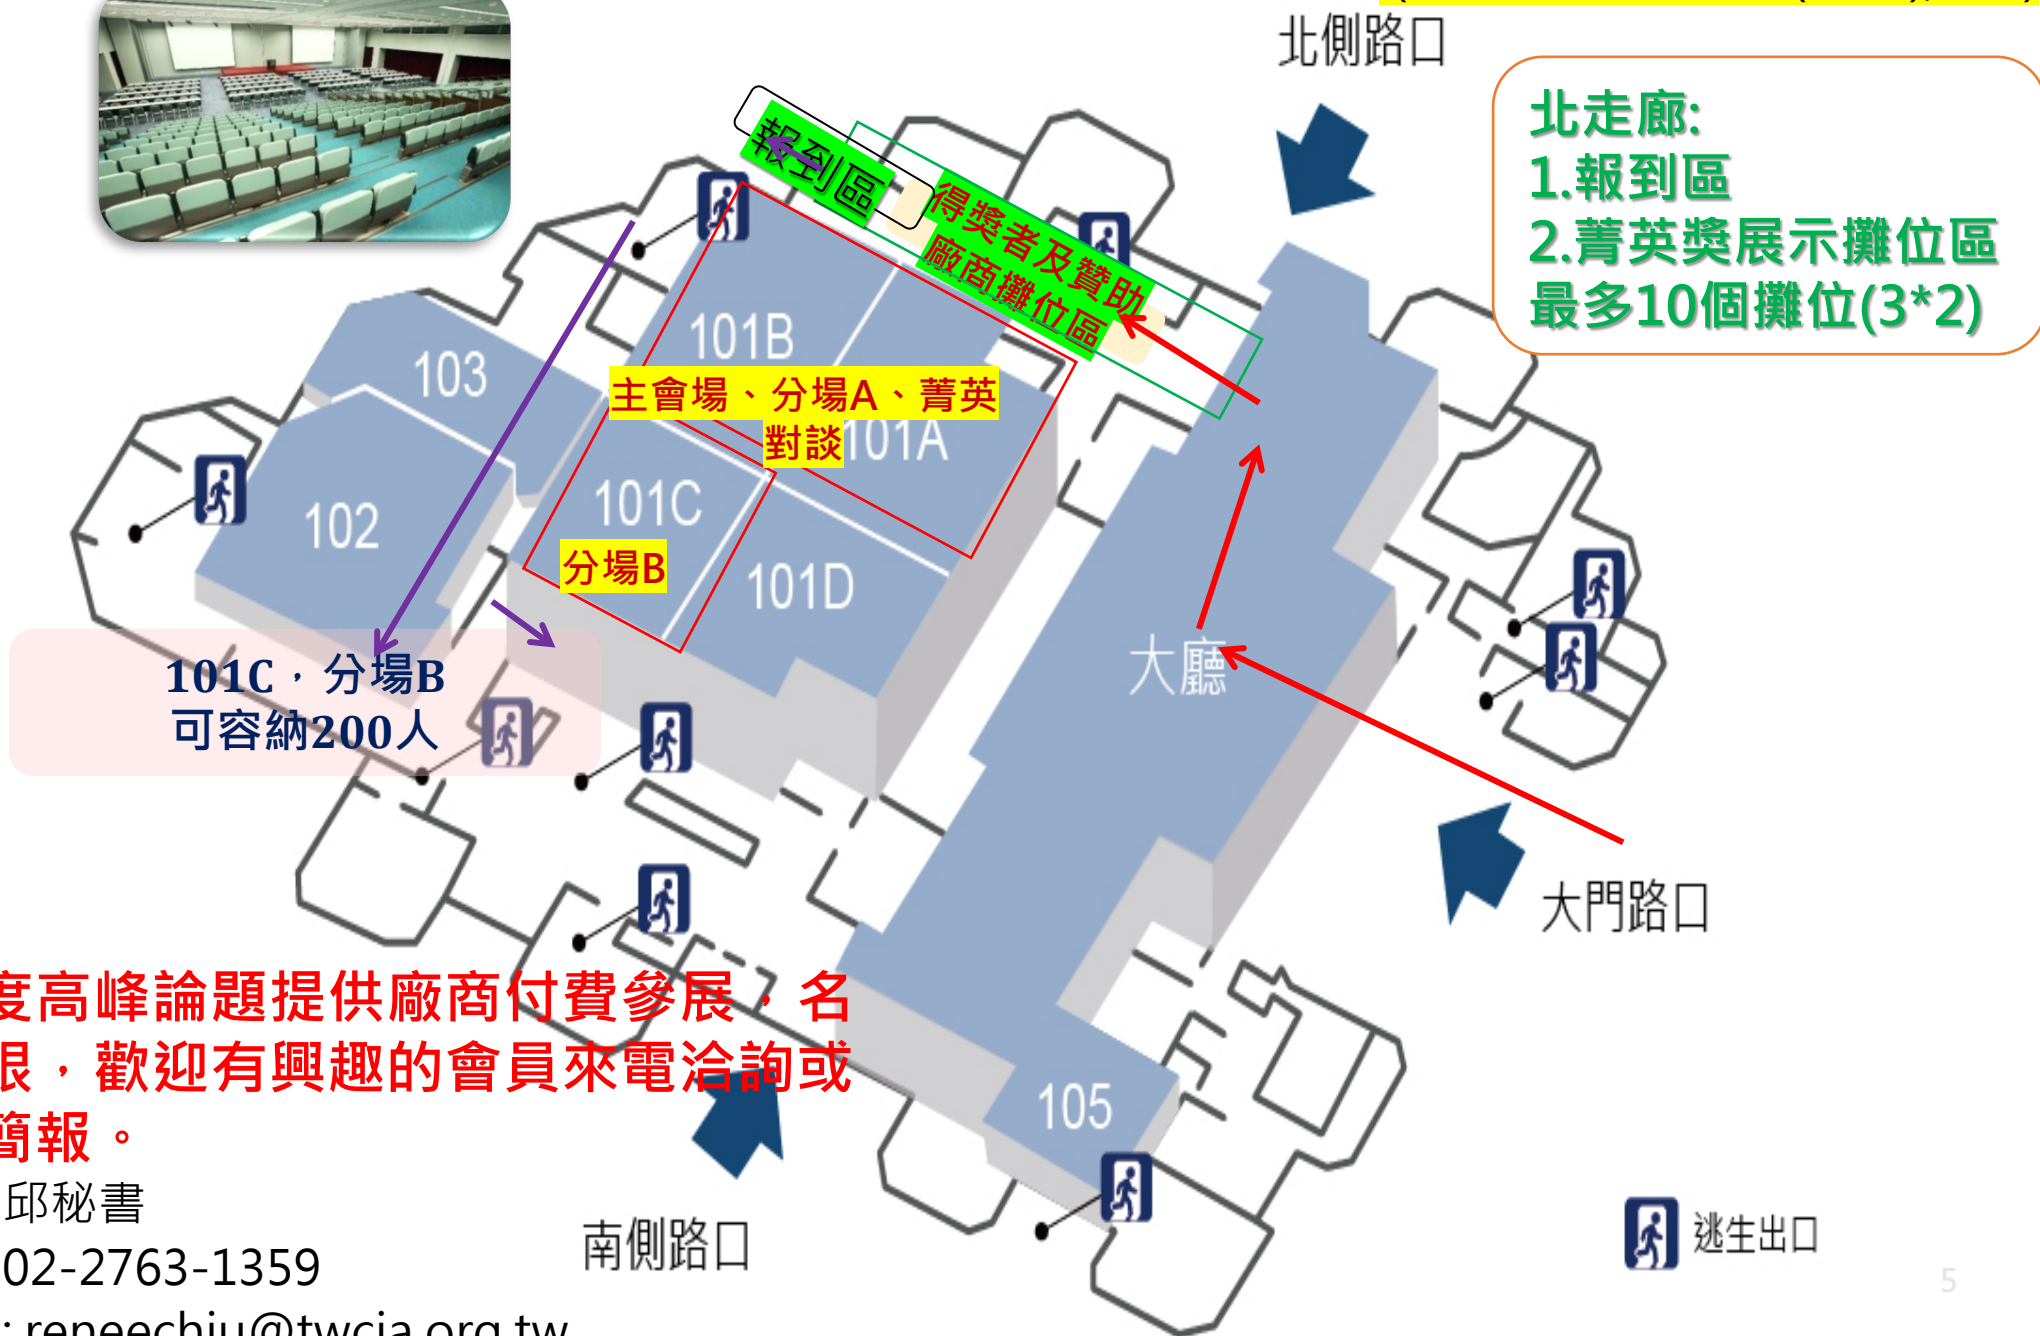 北側路口
北走廊:
1.報到區
2.菁英獎展示攤位區
最多10個攤位(3*2)
報到區
得獎者及贊助
廠商攤位區
101B
103
主會場、分場A、菁英
對談
101A
101C
102
分場B
101D
大廳
101C，分場B
可容納200人
大門路口
度高峰論題提供廠商付費參展，名
限，歡迎有興趣的會員來電洽詢或
簡報。
邱秘書
02-2763-1359
: reneechiu@twcia.org.tw
105
南側路口
逃生出口
5